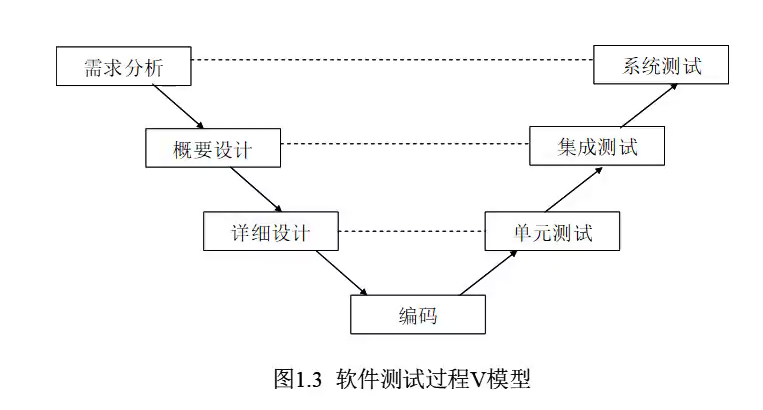 需求分析
系统测试
概要设计
集成测试
详细设计
单元测试
编码
图1.3 软件测试过程V模型